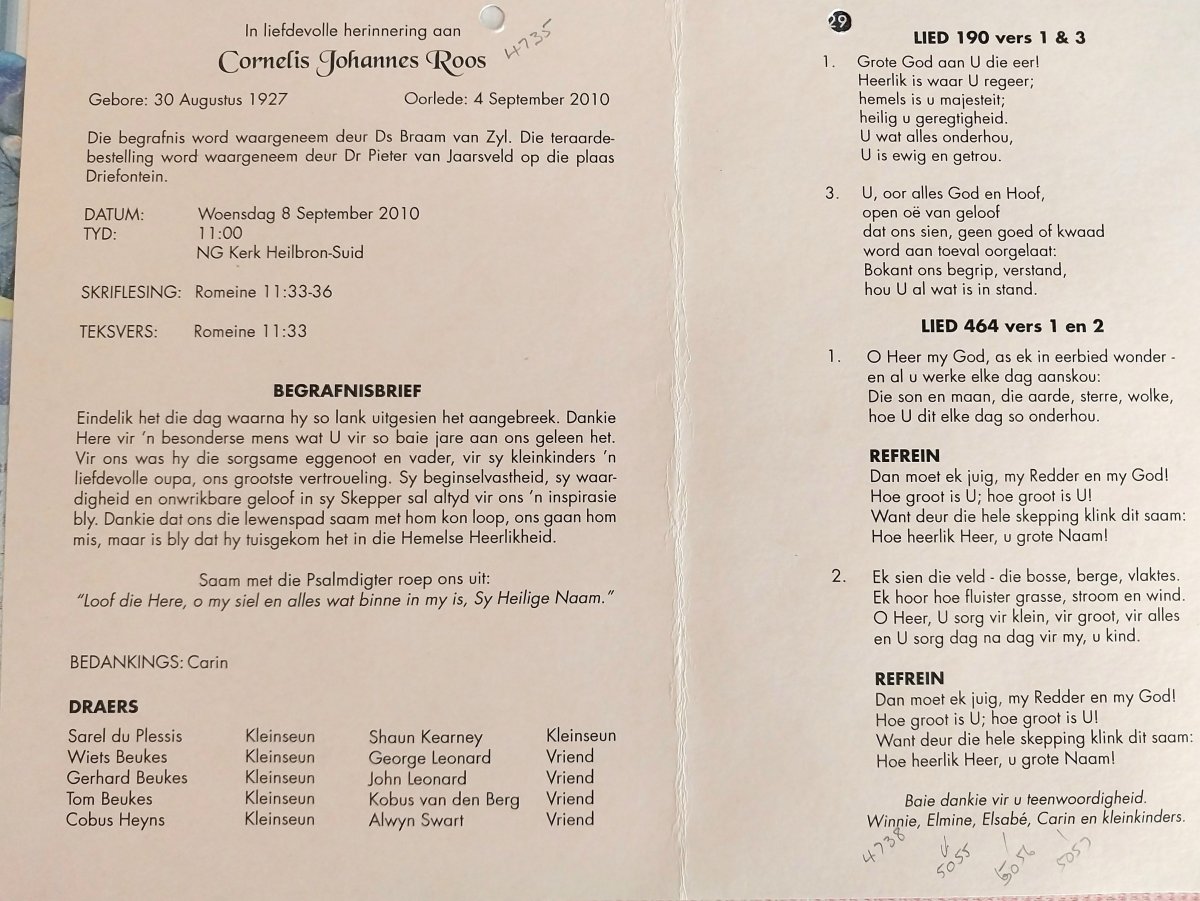 In liefdevolle herinnering aan
4735
Cornelis Johannes Roos
Gebore: 30 Augustus 1927 Oorlede: 4 September 2010
Die begrafnis word waargeneem deur Ds Braam van Zyl. Die teraarde-
bestelling word waargeneem deur Dr Pieter van Jaarsveld op die plaas
Driefontein.
DATUM: Woensdag 8 September 2010
TYD: 11:00
NG Kerk Heilbron-Suid
SKRIFLESING: Romeine 11:33-36
TEKSVERS: Romeine 11:33
BEGRAFNISBRIEF
Eindelik het die dag waarna hy so lank uitgesien het aangebreek. Dankie
Here vir 'n besonderse mens wat U vir so baie jare aan ons geleen het.
Vir ons was hy die sorgsame eggenoot en vader, vir sy kleinkinders 'n
liefdevolle oupa, ons grootste vertroueling. Sy beginselvastheid, sy waar-
digheid en onwrikbare geloof in sy Skepper sal altyd vir ons 'n inspirasie
bly. Dankie dat ons die lewenspad saam met hom kon loop, ons gaan hom
mis, maar is bly dat hy tuisgekom het in die Hemelse Heerlikheid.
Saam met die Psalmdigter roep ons uit:
"Loof die Here, o my siel en alles wat binne in my is, Sy Heilige Naam."
BEDANKINGS: Carin
DRAERS
Sarel du Plessis Kleinseun Shaun Kearney Kleinseun
Wiets Beukes Kleinseun George Leonard Vriend
Gerhard Beukes Kleinseun John Leonard Vriend
Tom Beukes Kleinseun Kobus van den Berg Vriend
Cobus Heyns Kleinseun Alwyn Swart Vriend
29
LIED 190 vers 1 & 3
1. Grote God aan U die eer!
Heerlik is waar U regeer;
hemels is u majesteit;
heilig u geregtigheid.
U wat alles onderhou,
U is ewig en getrou.
3. U, oor alles God en Hoof,
open oë van geloof
dat ons sien, geen goed of kwaad
word aan toeval oorgelaat:
Bokant ons begrip, verstand,
hou U al wat is in stand.
LIED 464 vers 1 en 2
1. O Heer my God, as ek in eerbied wonder -
en al u werke elke dag aanskou:
Die son en maan, die aarde, sterre, wolke,
hoe U dit elke dag so onderhou.
REFREIN
Dan moet ek juig, my Redder en my God!
Hoe groot is U; hoe groot is U!
Want deur die hele skepping klink dit saam:
Hoe heerlik Heer, u grote Naam!
2. Ek sien die veld - die bosse, berge, vlaktes.
Ek hoor hoe fluister grasse, stroom en wind.
O Heer, U sorg vir klein, vir groot, vir alles
en U sorg dag na dag vir my, u kind.
REFREIN
Dan moet ek juig, my Redder en my God!
Hoe groot is U; hoe groot is U!
Want deur die hele skepping klink dit saam:
Hoe heerlik Heer, u grote Naam!
Baie dankie vir u teenwoordigheid.
Winnie, Elmine, Elsabé, Carin en kleinkinders.
4738 5055 5056 5057